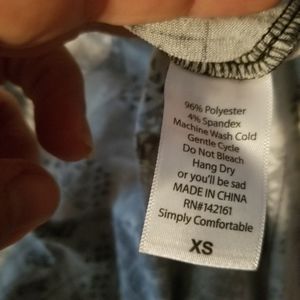 96% Polyester
4% Spandex
Machine Wash Cold
Gentle Cycle
Do Not Bleach
Hang Dry
or you'll be sad
MADE IN CHINA
RN#142161
Simply Comfortable
XS